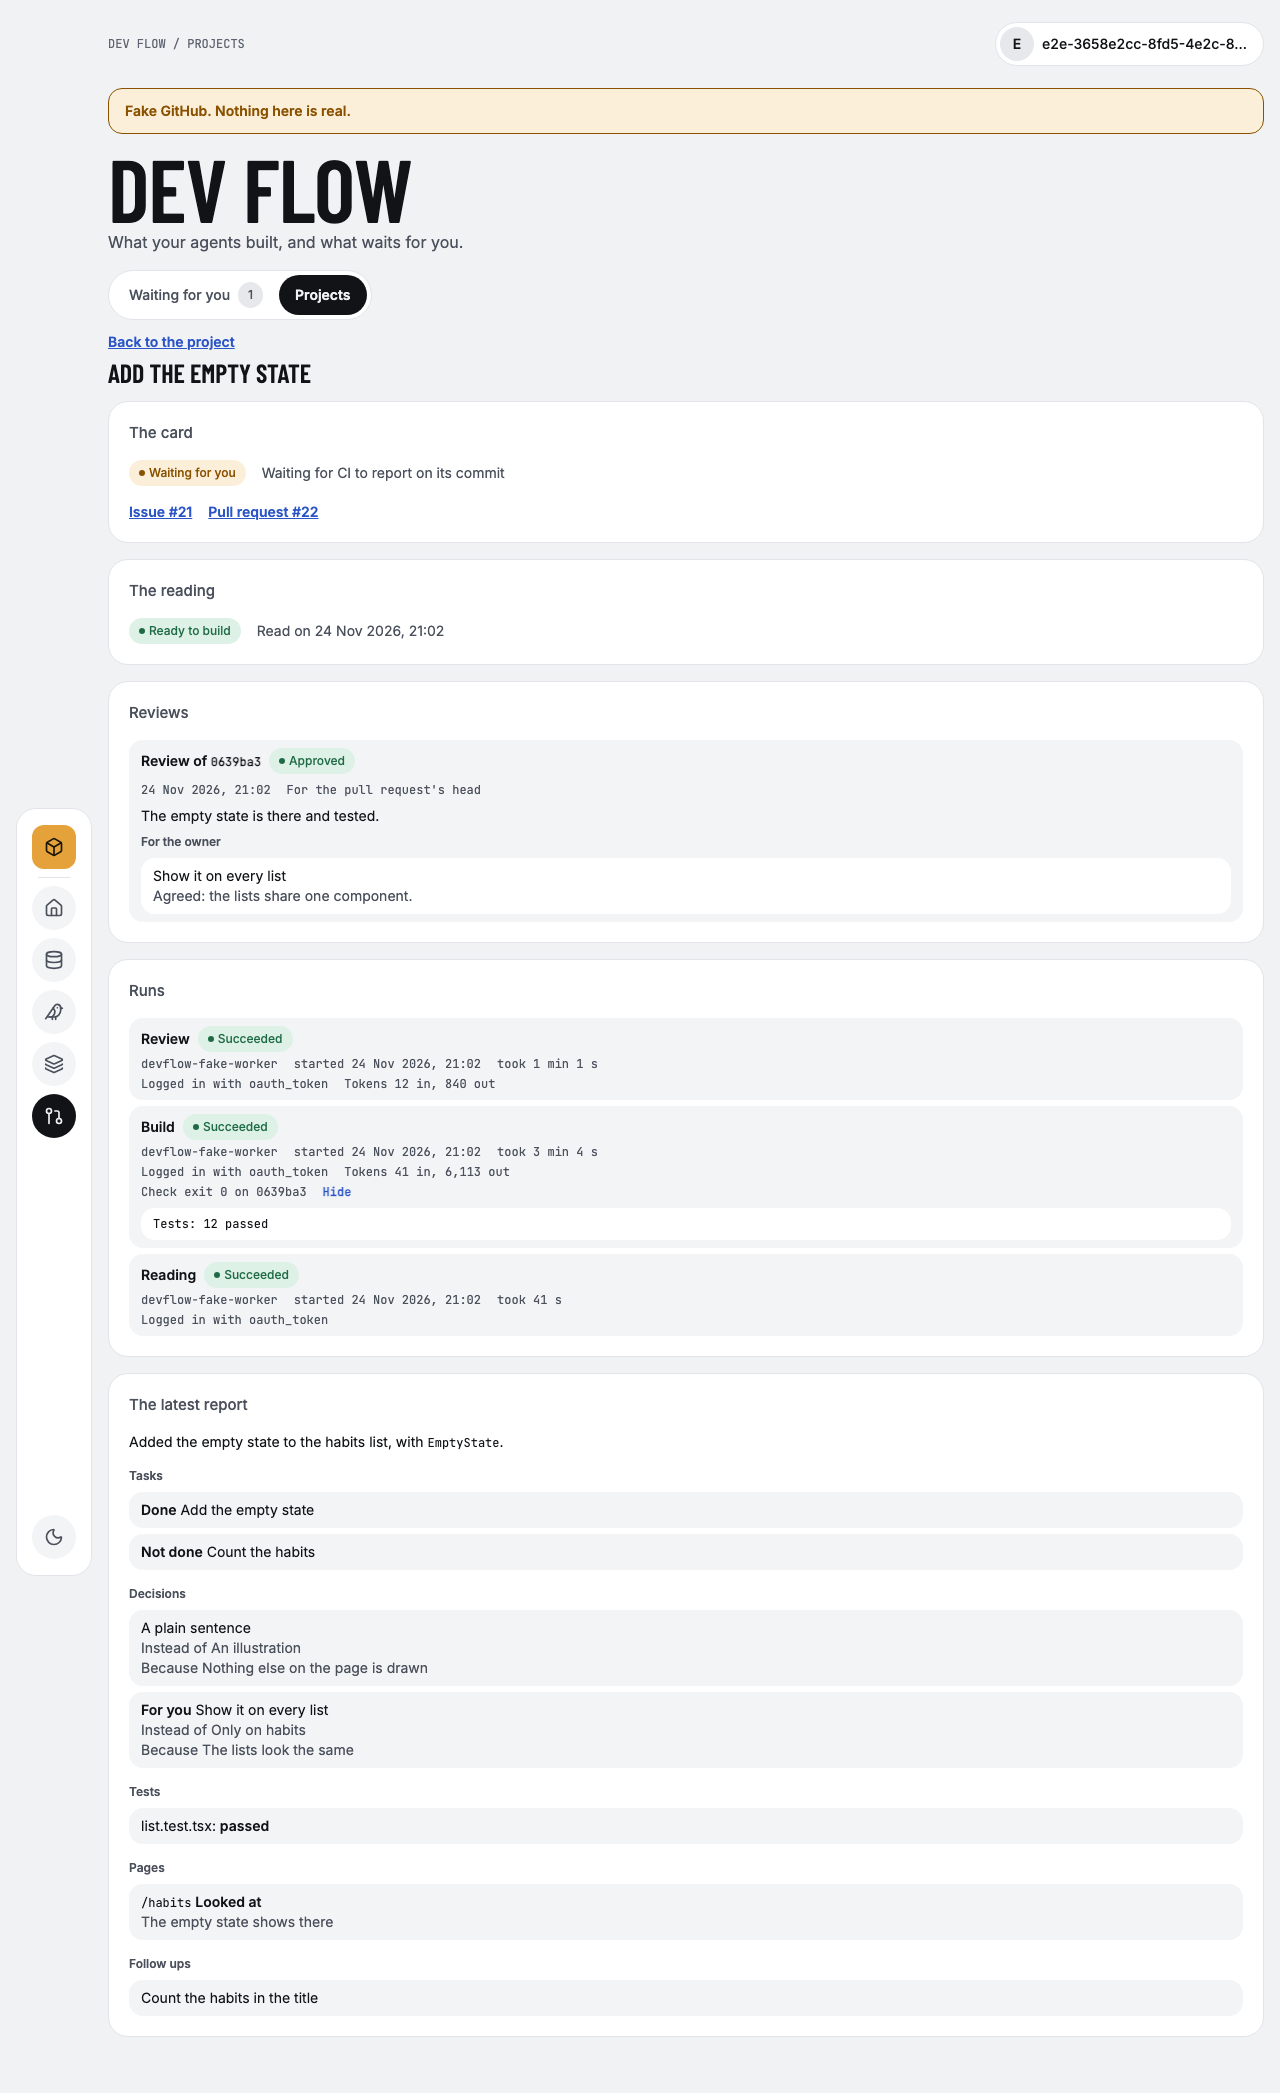 DEV FLOW / PROJECTS
E
e2e-3658e2cc-8fd5-4e2c-8...
Fake GitHub. Nothing here is real.
DEV FLOW
What your agents built, and what waits for you.
Waiting for you 1
Projects
Back to the project
ADD THE EMPTY STATE
The card
Waiting for you Waiting for CI to report on its commit
Issue #21 Pull request #22
The reading
Ready to build Read on 24 Nov 2026, 21:02
Reviews
Review of 0639ba3 Approved
24 Nov 2026, 21:02 For the pull request's head
The empty state is there and tested.
For the owner
Show it on every list
Agreed: the lists share one component.
Runs
Review Succeeded
devflow-fake-worker started 24 Nov 2026, 21:02 took 1 min 1 s
Logged in with oauth_token Tokens 12 in, 840 out
Build Succeeded
devflow-fake-worker started 24 Nov 2026, 21:02 took 3 min 4 s
Logged in with oauth_token Tokens 41 in, 6,113 out
Check exit 0 on 0639ba3 Hide
Tests: 12 passed
Reading Succeeded
devflow-fake-worker started 24 Nov 2026, 21:02 took 41 s
Logged in with oauth_token
The latest report
Added the empty state to the habits list, with EmptyState.
Tasks
Done Add the empty state
Not done Count the habits
Decisions
A plain sentence
Instead of An illustration
Because Nothing else on the page is drawn
For you Show it on every list
Instead of Only on habits
Because The lists look the same
Tests
list.test.tsx: passed
Pages
/habits Looked at
The empty state shows there
Follow ups
Count the habits in the title